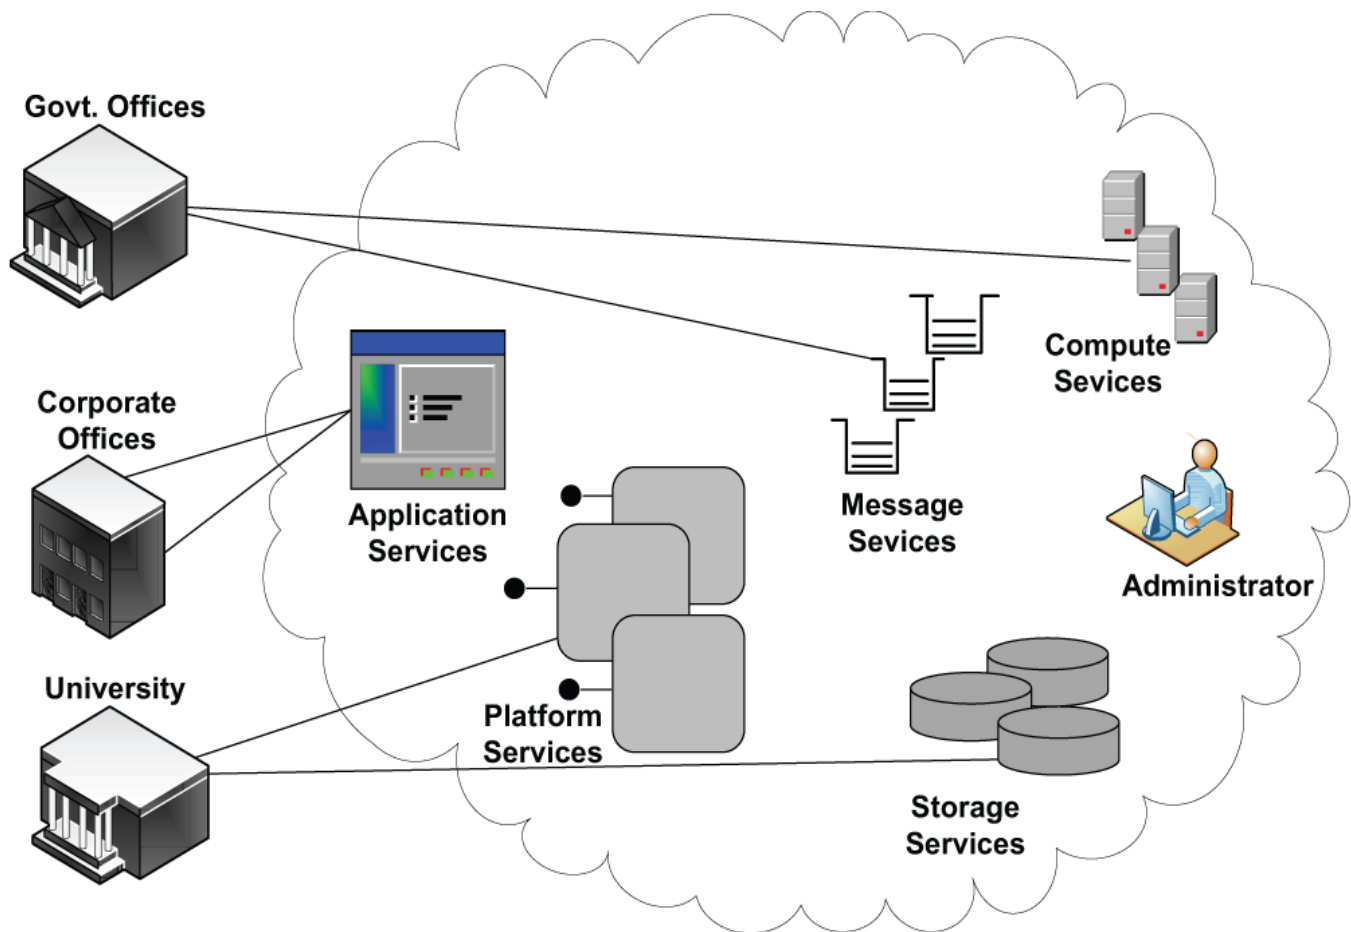 Govt. Offices
Corporate
Offices
University
Application
Services
Platform
Services
Message
Sevices
Compute
Sevices
Administrator
Storage
Services